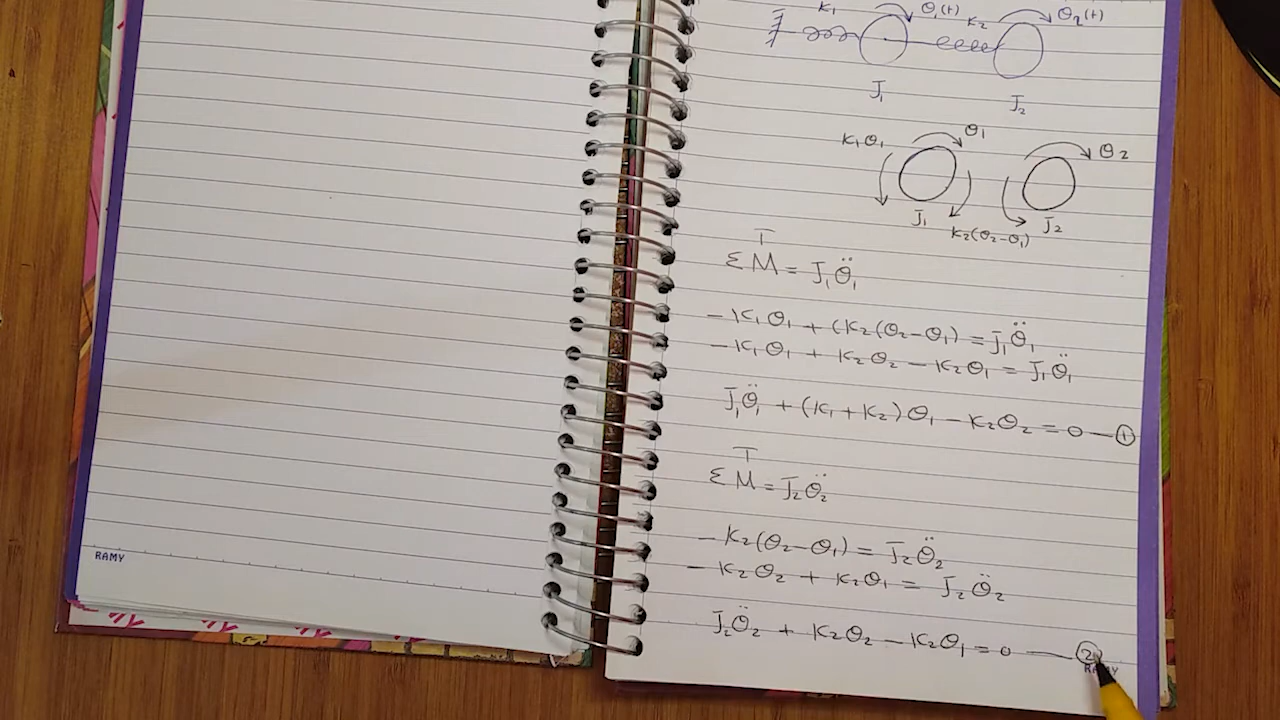 K₁ θ₁(t) K₂ θ₂(t)
J₁ J₂
K₁θ₁ θ₁ θ₂
J₁ K₂(θ₂-θ₁) J₂
ΣM = J₁θ̈₁
-K₁θ₁ + (K₂(θ₂-θ₁) = J₁θ̈₁
-K₁θ₁ + K₂θ₂ - K₂θ₁ = J₁θ̈₁
J₁θ̈₁ + (K₁+K₂)θ₁ - K₂θ₂ = 0 — ①
ΣM = J₂θ̈₂
-K₂(θ₂-θ₁) = J₂θ̈₂
-K₂θ₂ + K₂θ₁ = J₂θ̈₂
J₂θ̈₂ + K₂θ₂ - K₂θ₁ = 0 — ②
RAMY